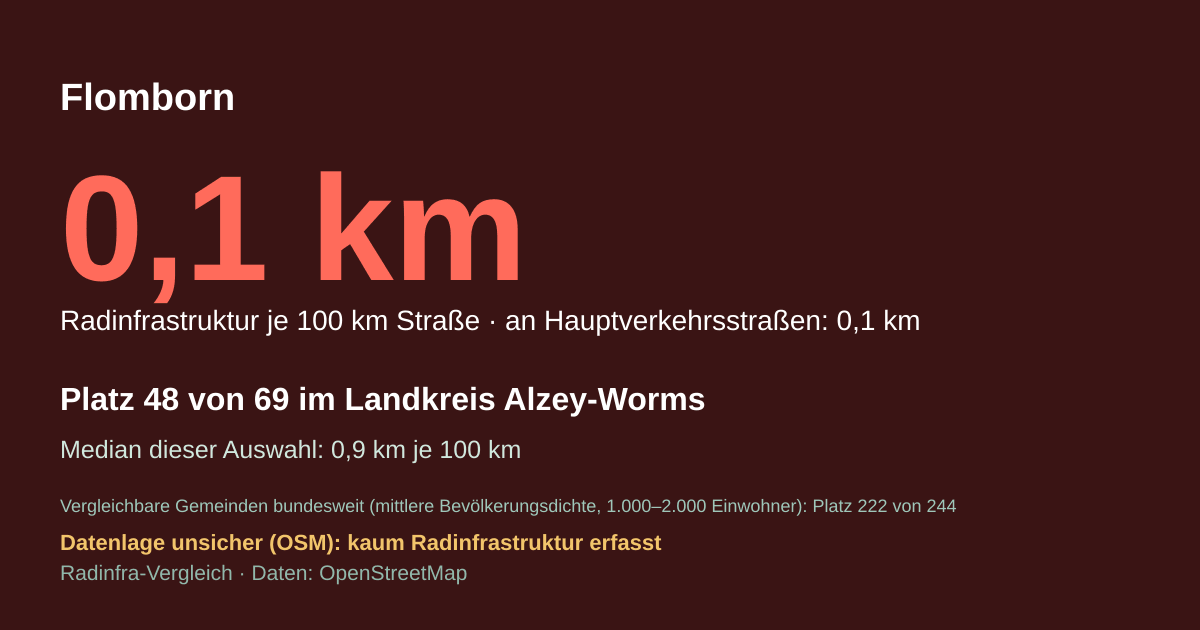 Flomborn
0,1 km
Radinfrastruktur je 100 km Straße · an Hauptverkehrsstraßen: 0,1 km
Platz 48 von 69 im Landkreis Alzey-Worms
Median dieser Auswahl: 0,9 km je 100 km
Vergleichbare Gemeinden bundesweit (mittlere Bevölkerungsdichte, 1.000–2.000 Einwohner): Platz 222 von 244
Datenlage unsicher (OSM): kaum Radinfrastruktur erfasst
Radinfra-Vergleich · Daten: OpenStreetMap